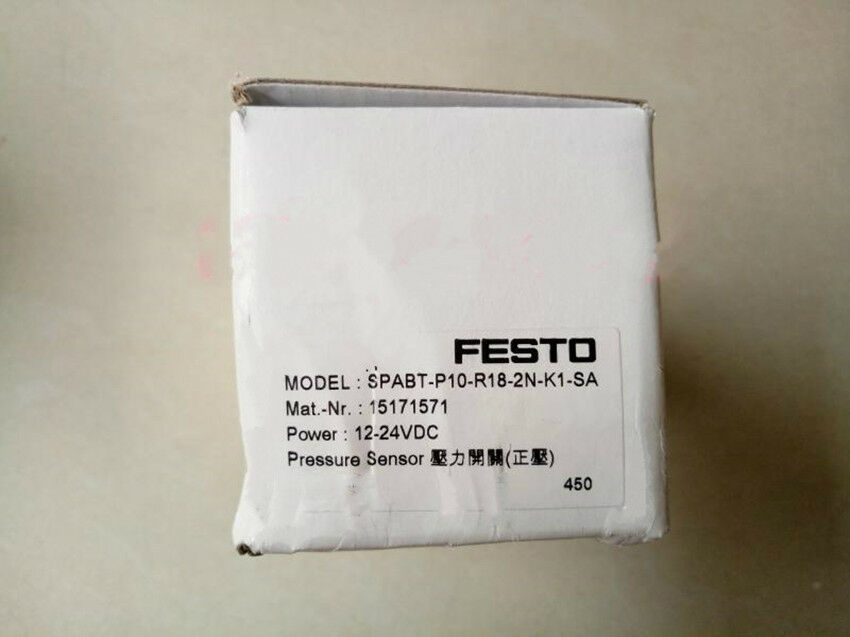 FESTO
MODEL : SPABT-P10-R18-2N-K1-SA
Mat.-Nr. : 15171571
Power : 12-24VDC
Pressure Sensor 壓力開關(正壓)
450